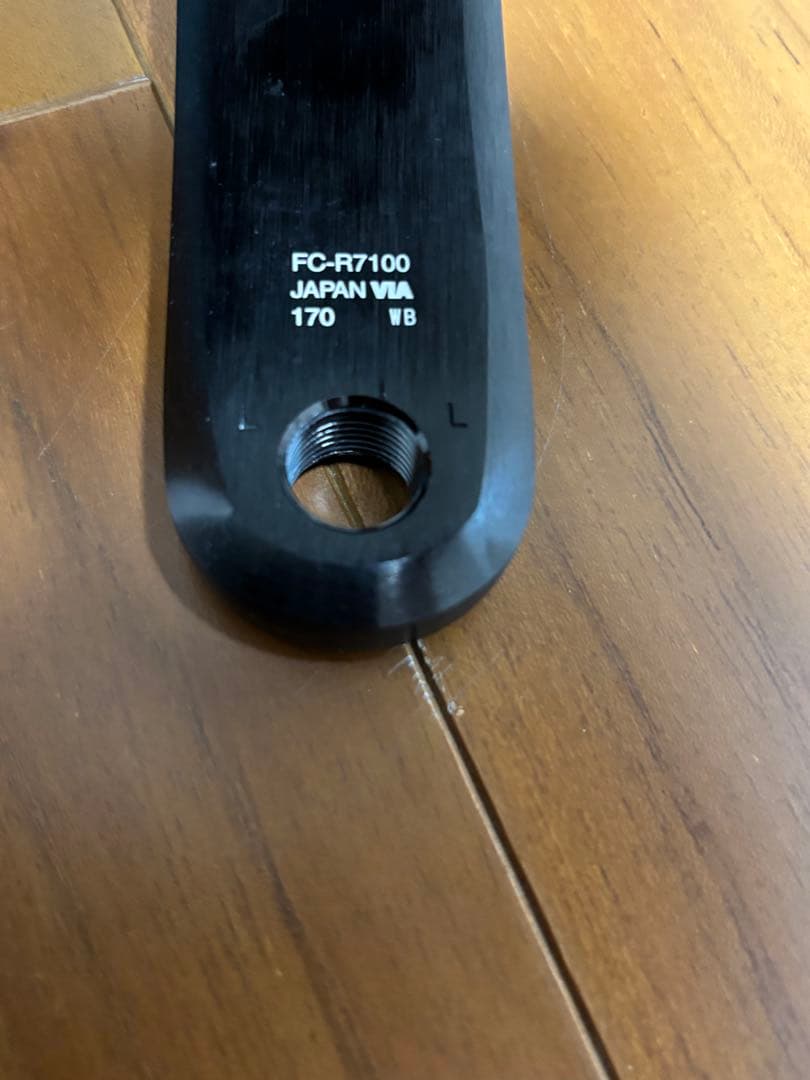 FC-R7100
JAPAN VIA
170 WB
L L